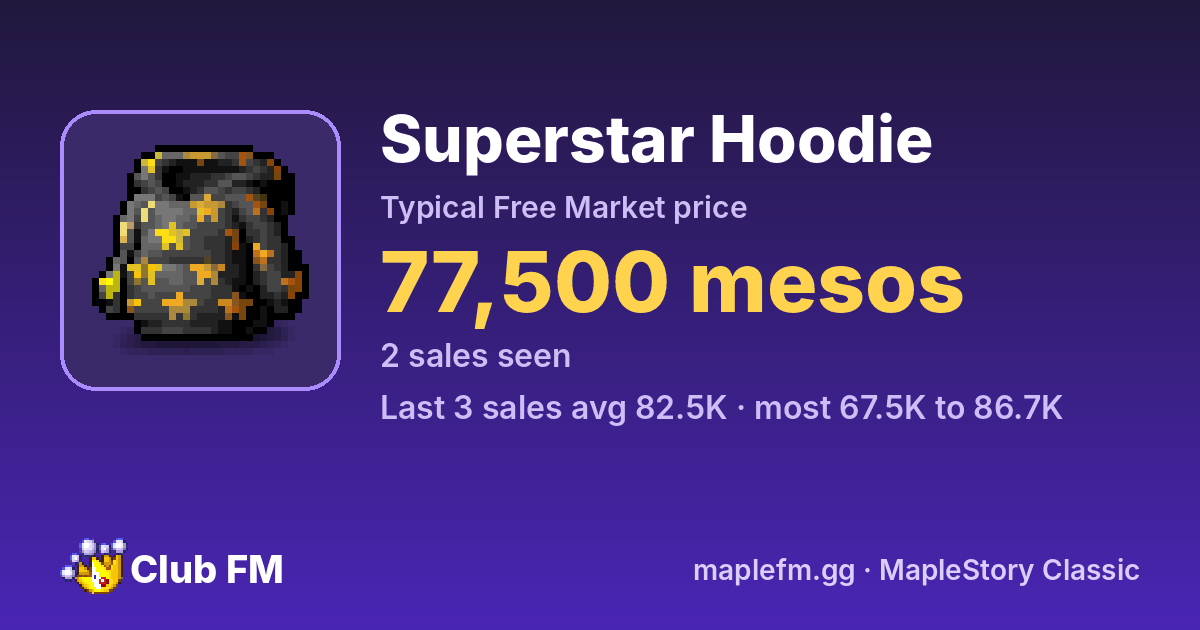 Superstar Hoodie
Typical Free Market price
77,500 mesos
2 sales seen
Last 3 sales avg 82.5K · most 67.5K to 86.7K
Club FM
maplefm.gg · MapleStory Classic